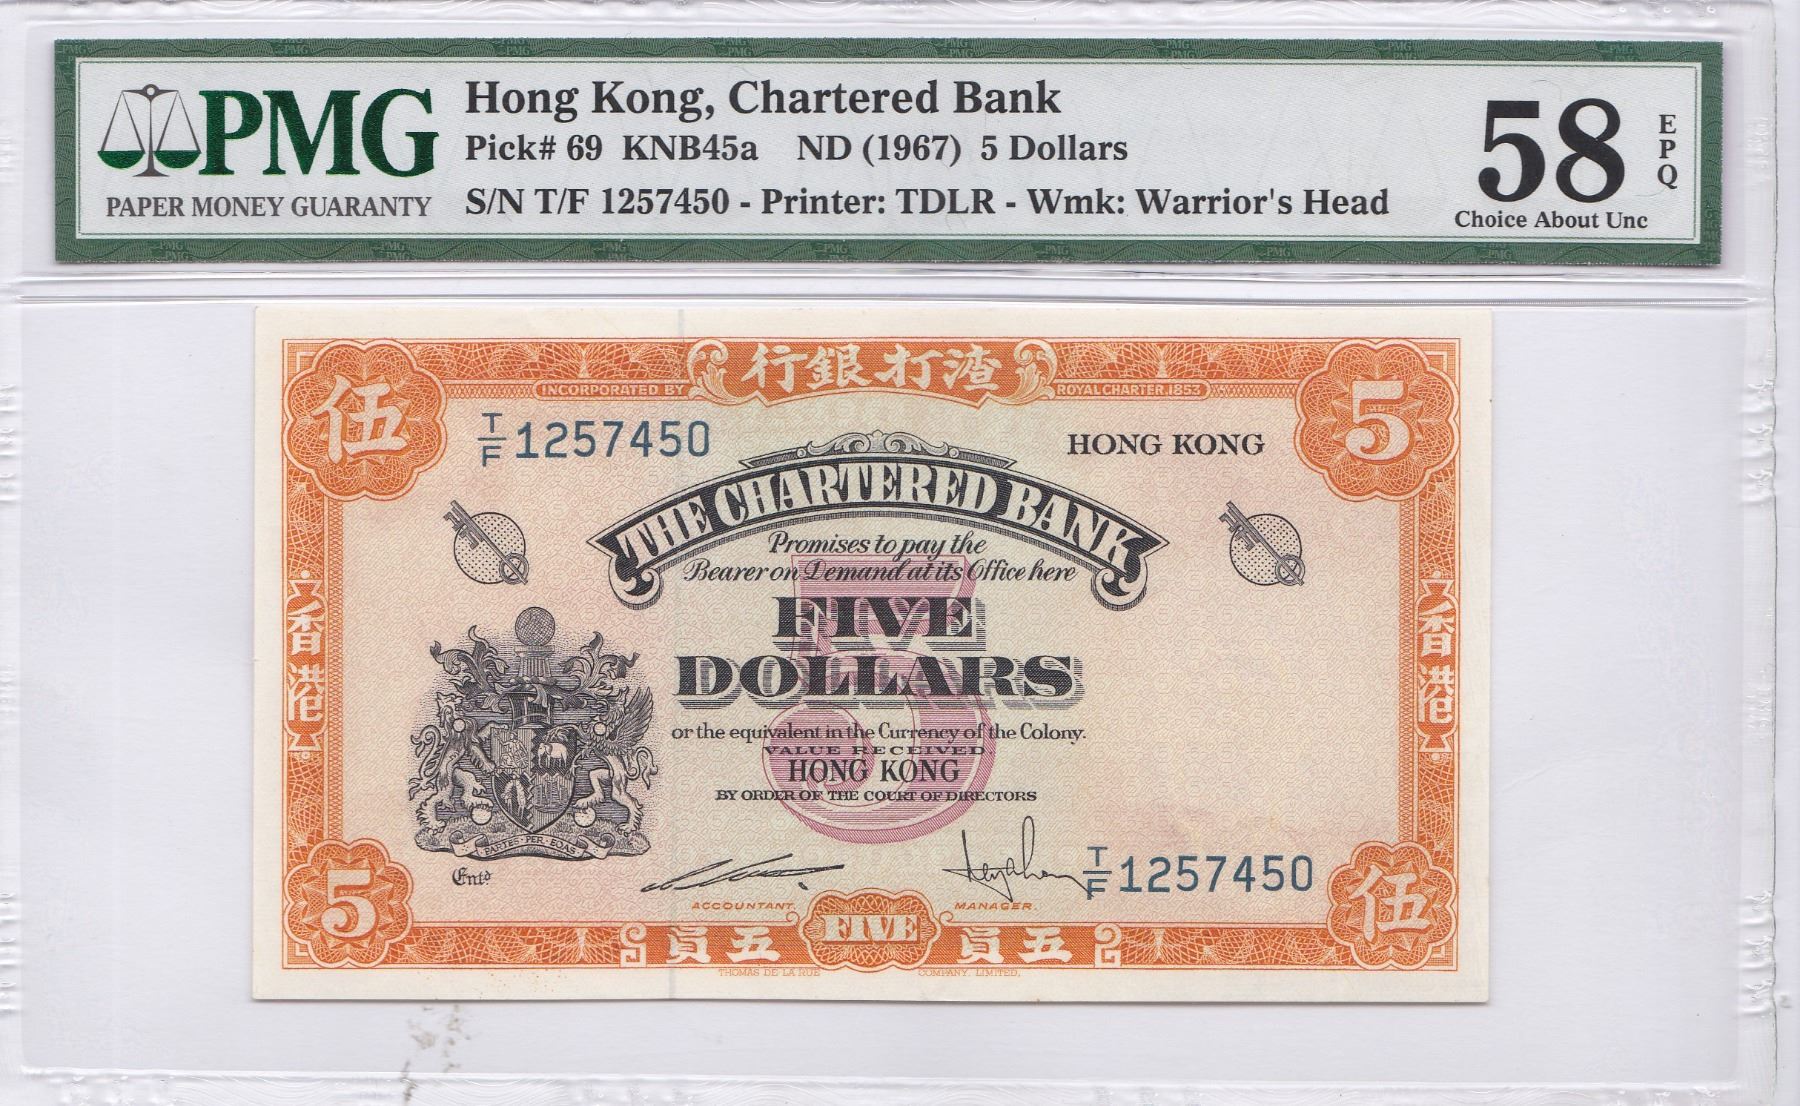 PMG
PAPER MONEY GUARANTY
Hong Kong, Chartered Bank
Pick# 69 KNB45a ND (1967) 5 Dollars
S/N T/F 1257450 - Printer: TDLR - Wmk: Warrior's Head
58
EPQ
Choice About Unc
行銀打渣
INCORPORATED BY ROYAL CHARTER 1853
伍
5
T/F 1257450
HONG KONG
THE CHARTERED BANK
Promises to pay the
Bearer on Demand at its Office here
FIVE
DOLLARS
or the equivalent in the Currency of the Colony.
VALUE RECEIVED.
HONG KONG
BY ORDER OF THE COURT OF DIRECTORS
香港
香港
PARTES · PER · EQAS
Entd
T/F 1257450
ACCOUNTANT.
MANAGER.
5
員五
FIVE
員五
伍
THOMAS DE LA RUE COMPANY, LIMITED,